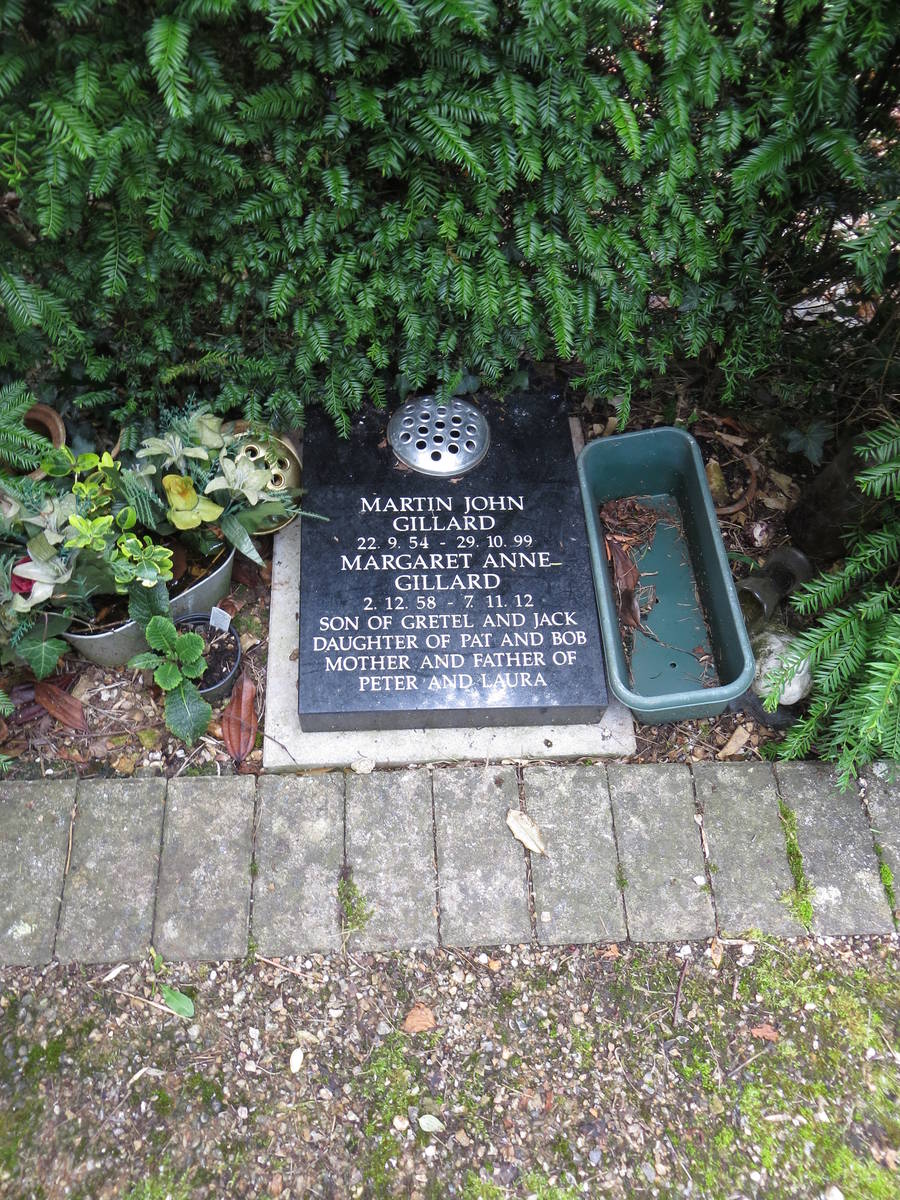 MARTIN JOHN
GILLARD
22. 9. 54 - 29. 10. 99
MARGARET ANNE
GILLARD
2. 12. 58 - 7. 11. 12
SON OF GRETEL AND JACK
DAUGHTER OF PAT AND BOB
MOTHER AND FATHER OF
PETER AND LAURA